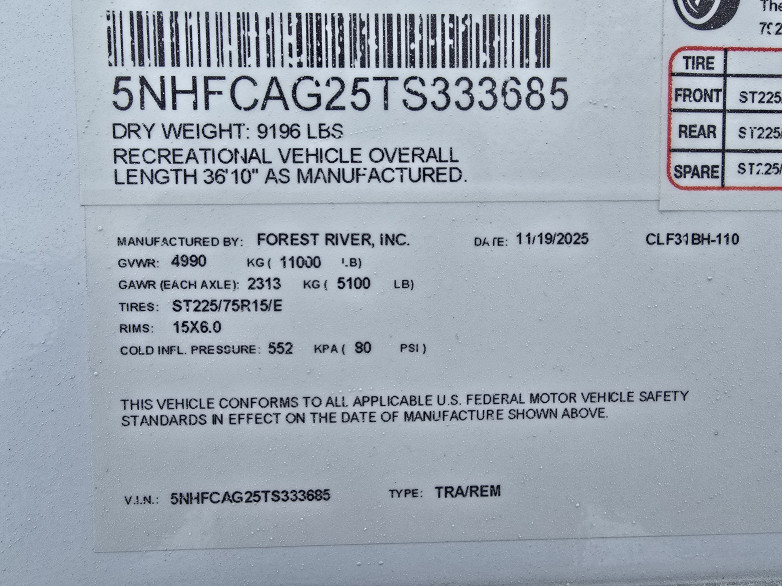 5NHFCAG25TS333685
DRY WEIGHT: 9196 LBS
RECREATIONAL VEHICLE OVERALL
LENGTH 36'10" AS MANUFACTURED.
The
TIRE
FRONT ST225
REAR ST225/
SPARE ST225/
MANUFACTURED BY: FOREST RIVER, INC. DATE: 11/19/2025 CLF31BH-110
GVWR: 4990 KG ( 11000 LB)
GAWR (EACH AXLE): 2313 KG ( 5100 LB)
TIRES: ST225/75R15/E
RIMS: 15X6.0
COLD INFL. PRESSURE: 552 KPA ( 80 PSI )
THIS VEHICLE CONFORMS TO ALL APPLICABLE U.S. FEDERAL MOTOR VEHICLE SAFETY
STANDARDS IN EFFECT ON THE DATE OF MANUFACTURE SHOWN ABOVE.
V.I.N.: 5NHFCAG25TS333685 TYPE: TRA/REM